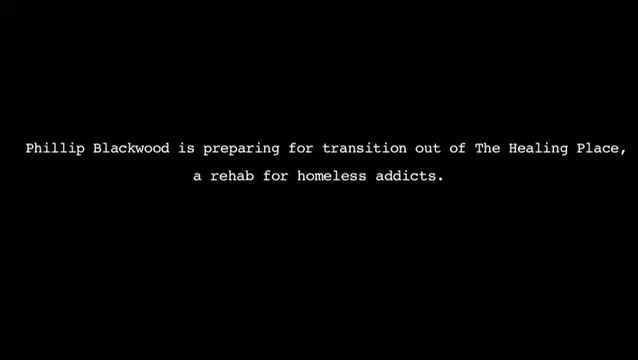 Phillip Blackwood is preparing for transition out of The Healing Place,
a rehab for homeless addicts.